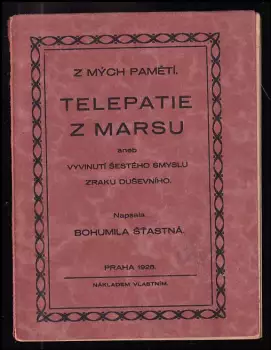 Z MÝCH PAMĚTÍ.
TELEPATIE
Z MARSU
aneb
VYVINUTÍ ŠESTÉHO SMYSLU
ZRAKU DUŠEVNÍHO.
Napsala
BOHUMILA ŠŤASTNÁ.
PRAHA 1928.
NÁKLADEM VLASTNÍM.